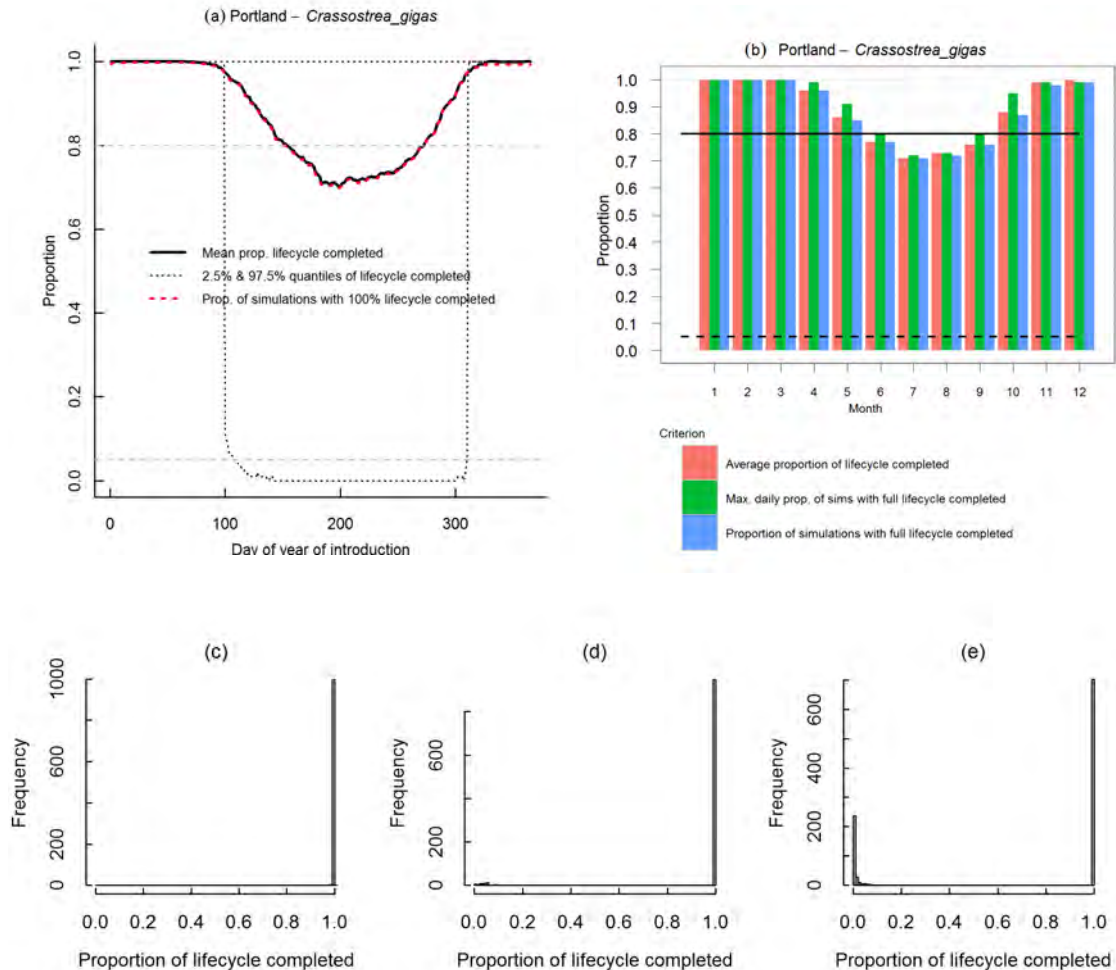 (a) Portland – Crassostrea_gigas
1.0
0.8
0.6
0.4
0.2
0.0
Proportion
Mean prop. lifecycle completed
2.5% & 97.5% quantiles of lifecycle completed
Prop. of simulations with 100% lifecycle completed
0 100 200 300
Day of year of introduction
(b) Portland – Crassostrea_gigas
1.0
0.9
0.8
0.7
0.6
0.5
0.4
0.3
0.2
0.1
0.0
Proportion
1 2 3 4 5 6 7 8 9 10 11 12
Month
Criterion
Average proportion of lifecycle completed
Max. daily prop. of sims with full lifecycle completed
Proportion of simulations with full lifecycle completed
(c)
1000
600
200
0
Frequency
0.0 0.2 0.4 0.6 0.8 1.0
Proportion of lifecycle completed
(d)
600
400
200
0
Frequency
0.0 0.2 0.4 0.6 0.8 1.0
Proportion of lifecycle completed
(e)
600
400
200
0
Frequency
0.0 0.2 0.4 0.6 0.8 1.0
Proportion of lifecycle completed